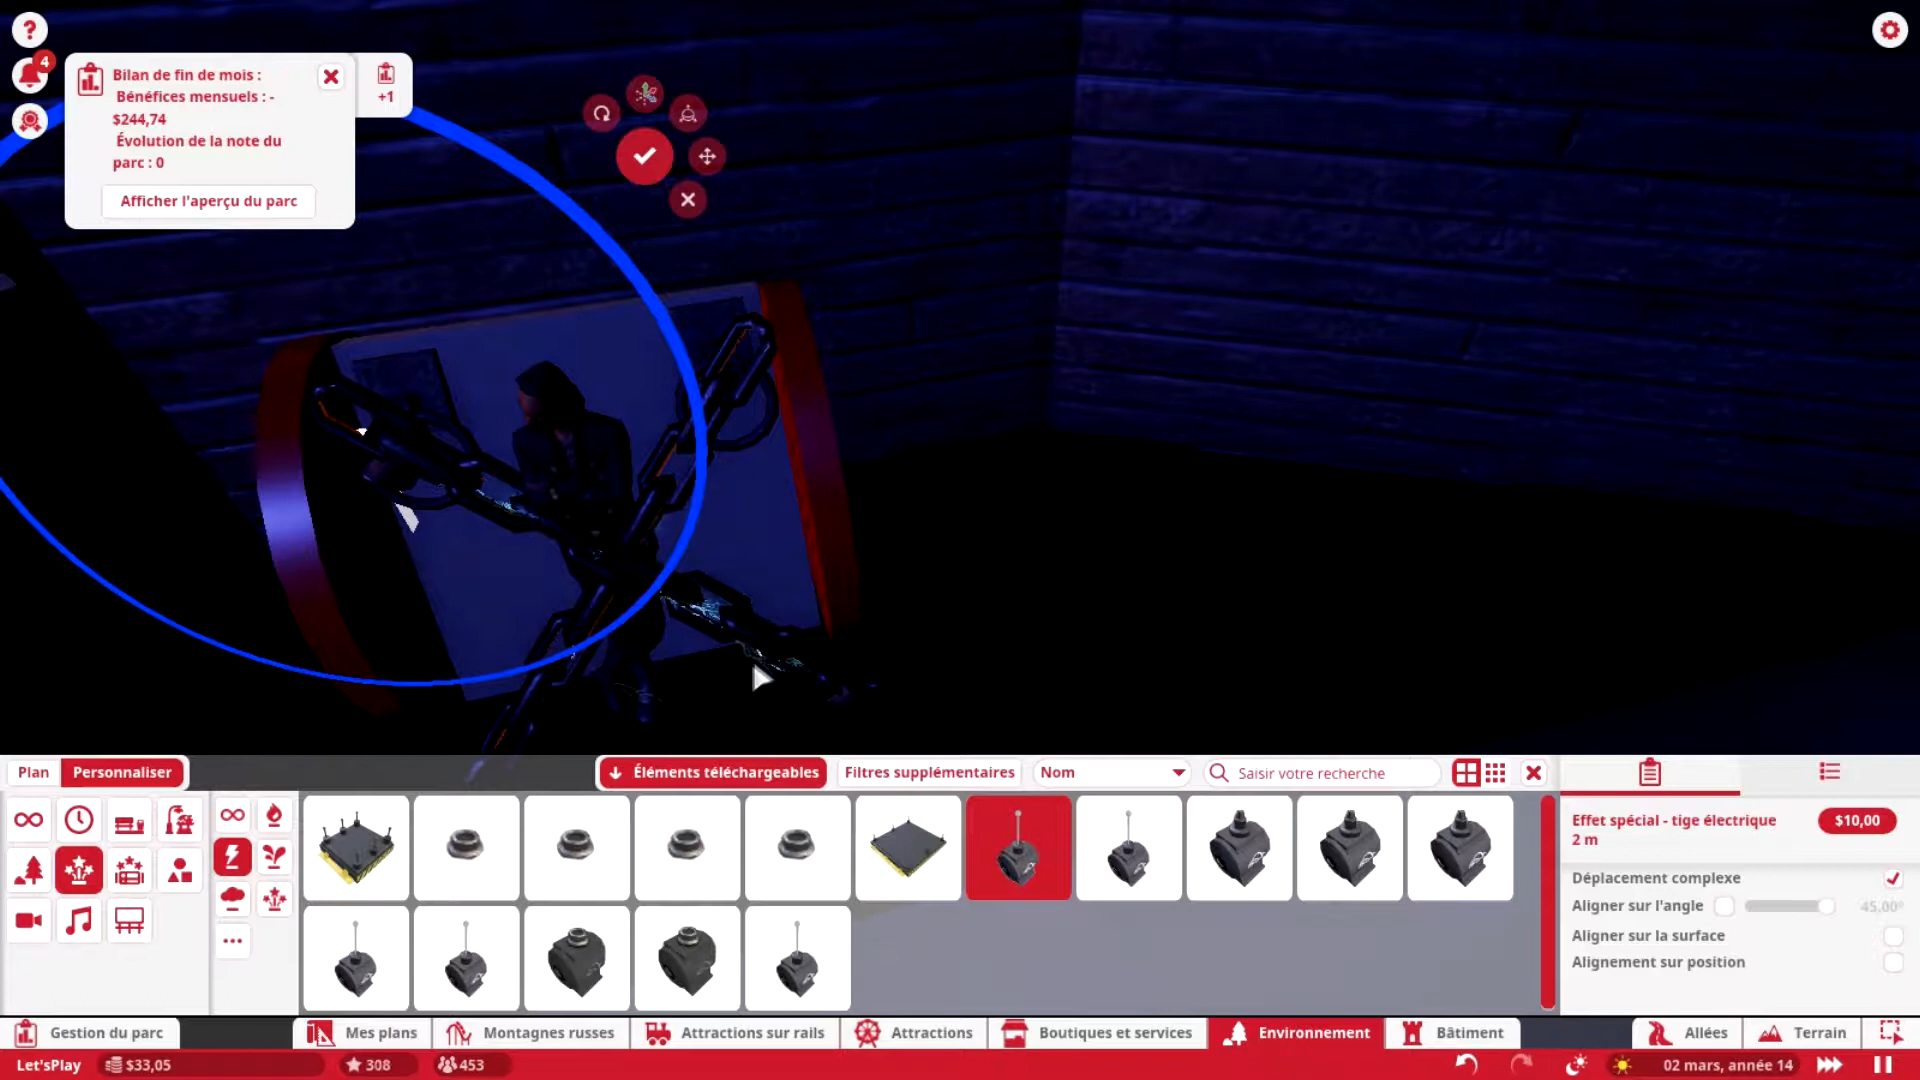 ?
4
Bilan de fin de mois :
Bénéfices mensuels : -
$244,74
Évolution de la note du
parc : 0
Afficher l'aperçu du parc
+1
Plan
Personnaliser
Éléments téléchargeables
Filtres supplémentaires
Nom
Saisir votre recherche
Effet spécial - tige électrique
2 m
$10,00
Déplacement complexe
Aligner sur l'angle
45,00°
Aligner sur la surface
Alignement sur position
Gestion du parc
Mes plans
Montagnes russes
Attractions sur rails
Attractions
Boutiques et services
Environnement
Bâtiment
Allées
Terrain
Let'sPlay
$33,05
308
453
02 mars, année 14